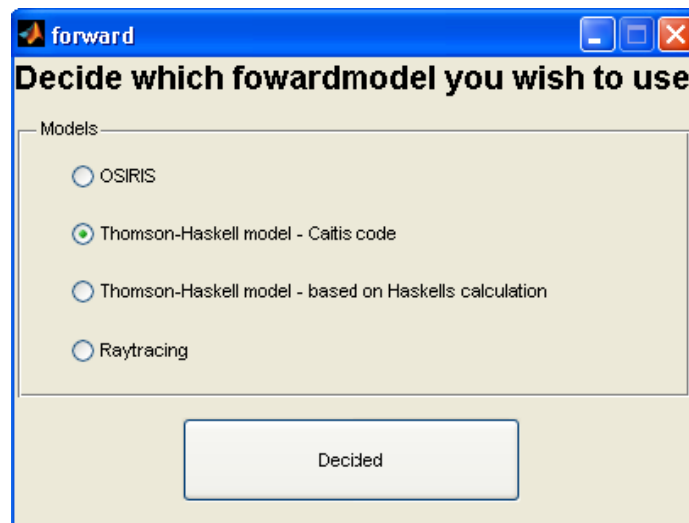 forward
Decide which fowardmodel you wish to use
Models
OSIRIS
Thomson-Haskell model - Caitis code
Thomson-Haskell model - based on Haskells calculation
Raytracing
Decided